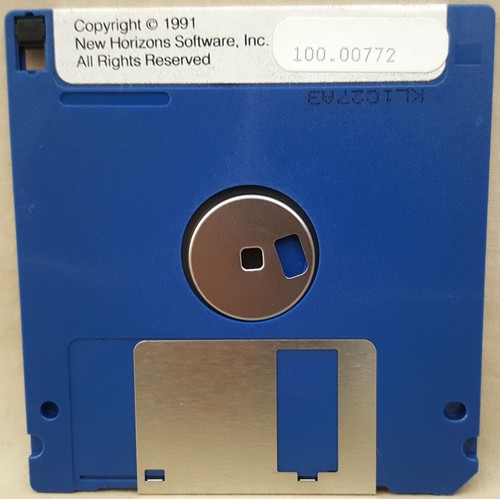 Copyright © 1991
New Horizons Software, Inc.
All Rights Reserved
100.00772
KL1027A3